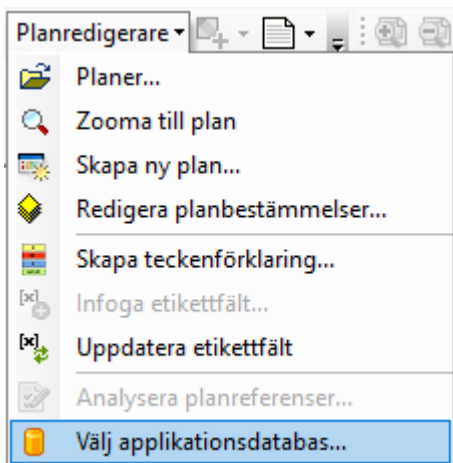 Planredigerare
Planer...
Zooma till plan
Skapa ny plan...
Redigera planbestämmelser...
Skapa teckenförklaring...
Infoga etikettfält...
Uppdatera etikettfält
Analysera planreferenser...
Välj applikationsdatabas...